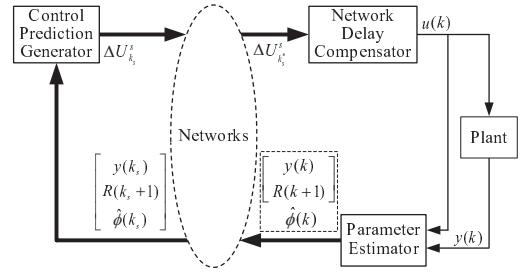 Control
Prediction
Generator
ΔU^s_{k_s}
Networks
ΔU^s_{k_s^*}
Network
Delay
Compensator
u(k)
Plant
y(k_s)
R(k_s +1)
φ̂(k_s)
y(k)
R(k+1)
φ̂(k)
Parameter
Estimator
y(k)